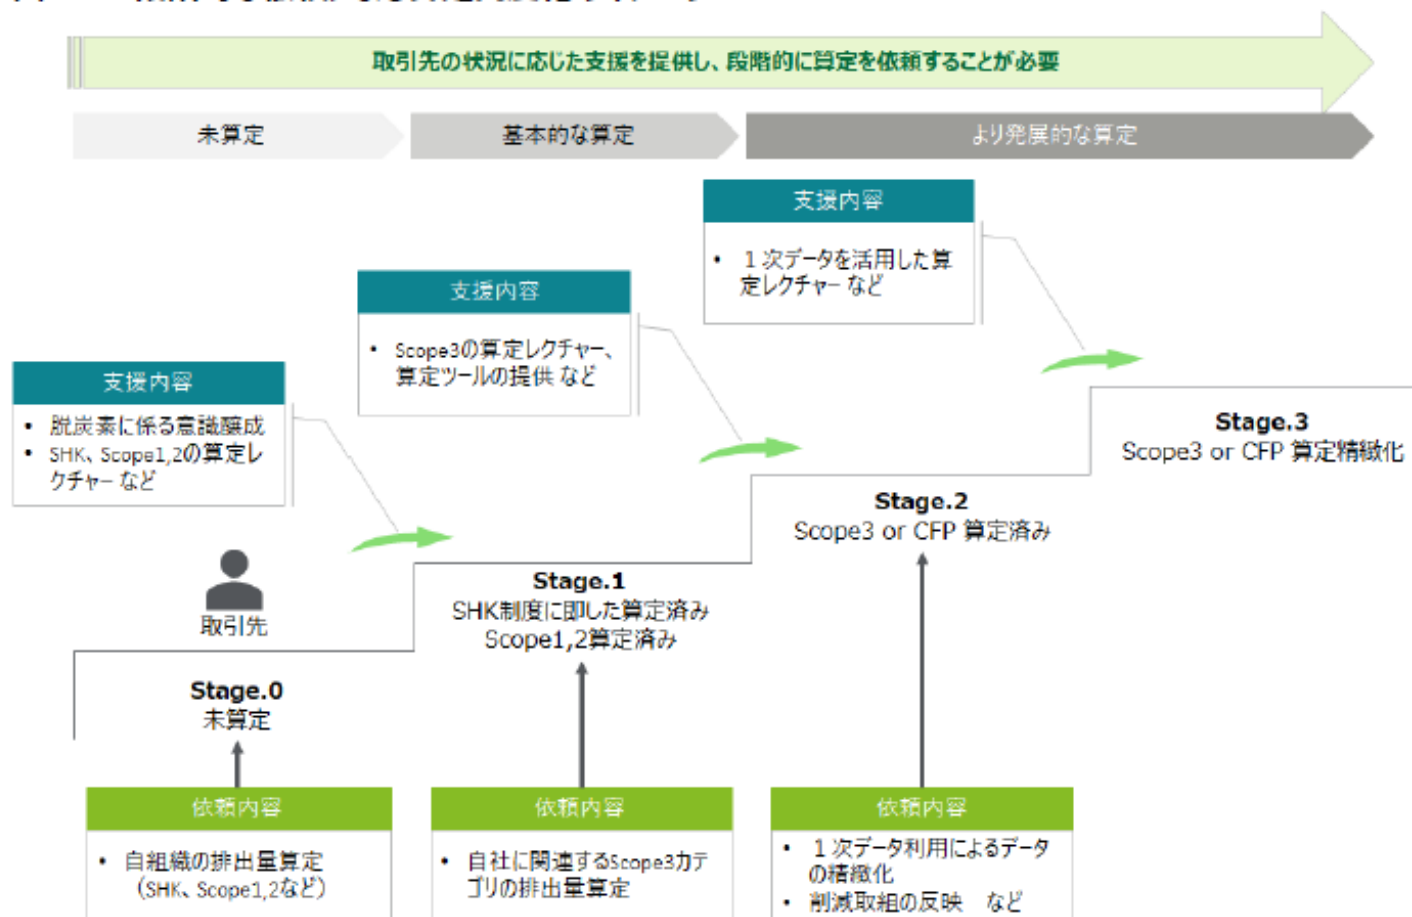 取引先の状況に応じた支援を提供し、段階的に算定を依頼することが必要
未算定
基本的な算定
より発展的な算定
支援内容
• 1次データを活用した算
定レクチャー など
支援内容
• Scope3の算定レクチャー、
算定ツールの提供 など
支援内容
• 脱炭素に係る意識醸成
• SHK、Scope1,2の算定レ
クチャー など
Stage.3
Scope3 or CFP 算定精緻化
Stage.2
Scope3 or CFP 算定済み
Stage.1
SHK制度に即した算定済み
Scope1,2算定済み
取引先
Stage.0
未算定
依頼内容
• 自組織の排出量算定
（SHK、Scope1,2など）
依頼内容
• 自社に関連するScope3カテ
ゴリの排出量算定
依頼内容
• 1次データ利用によるデータ
の精緻化
• 削減取組の反映 など